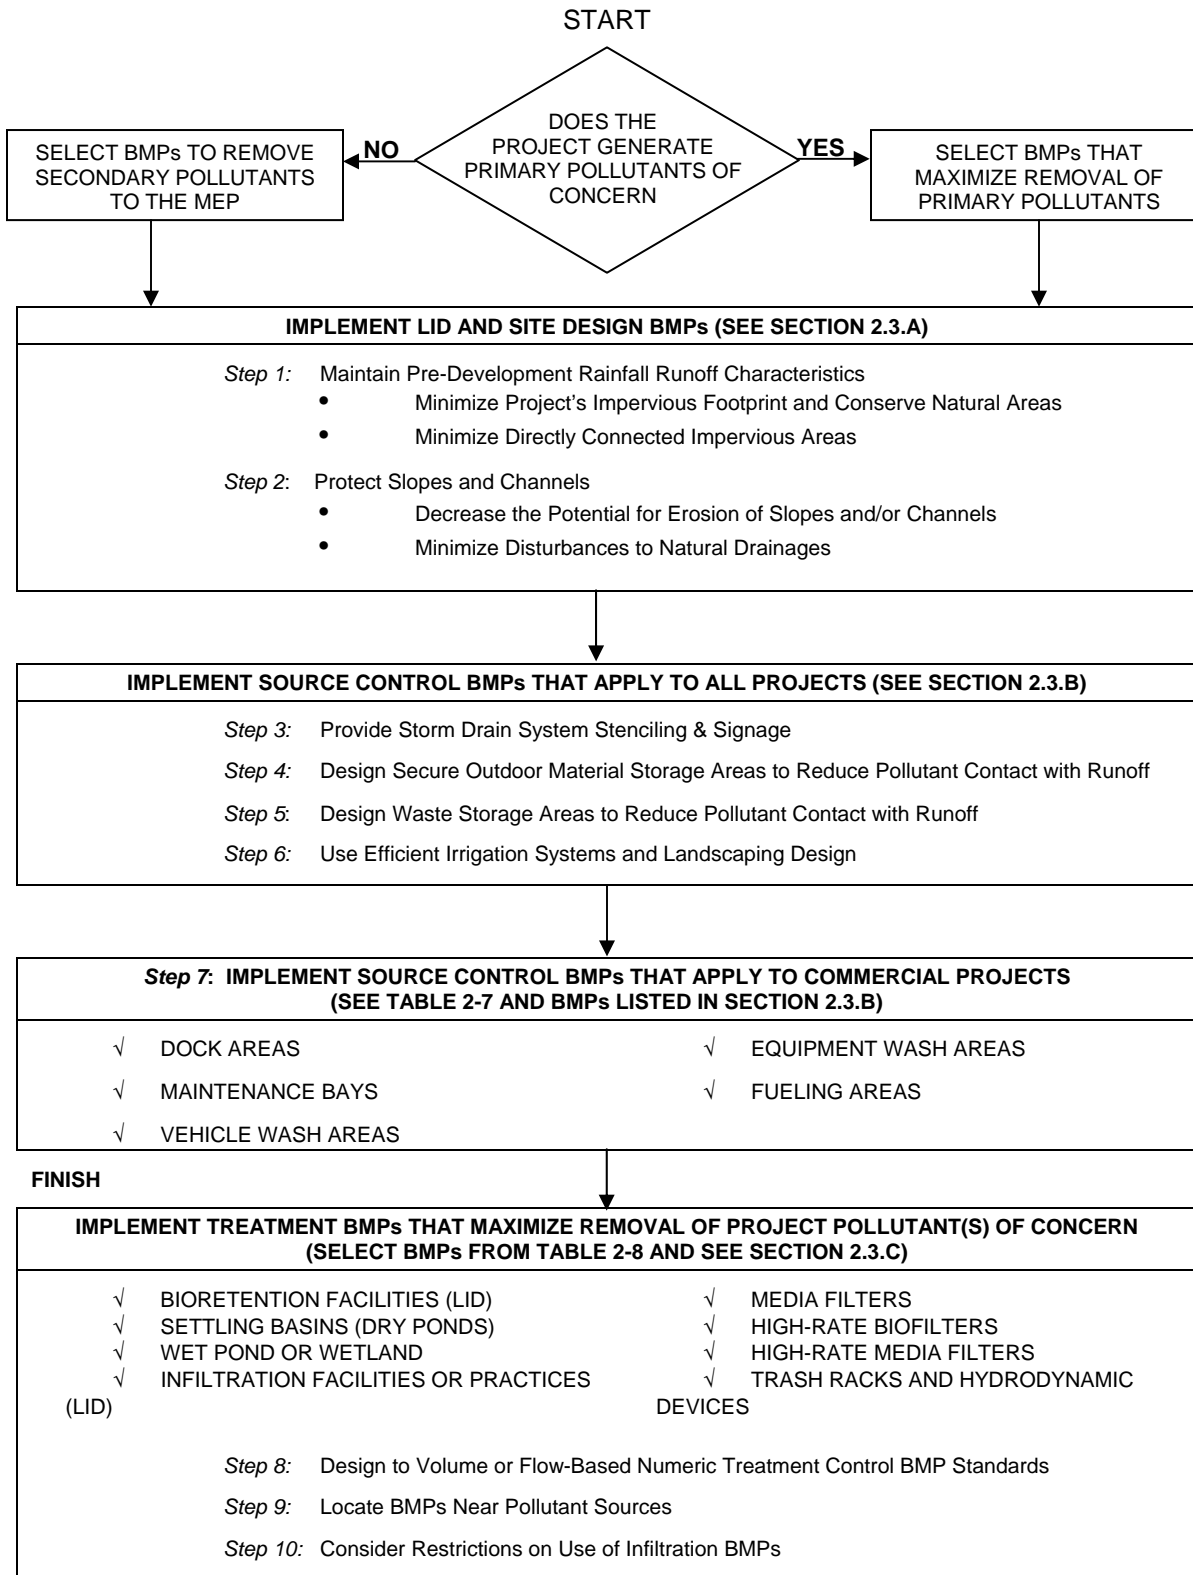 START
DOES THE
PROJECT GENERATE
PRIMARY POLLUTANTS OF
CONCERN
NO
YES
SELECT BMPs TO REMOVE
SECONDARY POLLUTANTS
TO THE MEP
SELECT BMPs THAT
MAXIMIZE REMOVAL OF
PRIMARY POLLUTANTS
IMPLEMENT LID AND SITE DESIGN BMPs (SEE SECTION 2.3.A)
Step 1: Maintain Pre-Development Rainfall Runoff Characteristics
• Minimize Project’s Impervious Footprint and Conserve Natural Areas
• Minimize Directly Connected Impervious Areas
Step 2: Protect Slopes and Channels
• Decrease the Potential for Erosion of Slopes and/or Channels
• Minimize Disturbances to Natural Drainages
IMPLEMENT SOURCE CONTROL BMPs THAT APPLY TO ALL PROJECTS (SEE SECTION 2.3.B)
Step 3: Provide Storm Drain System Stenciling & Signage
Step 4: Design Secure Outdoor Material Storage Areas to Reduce Pollutant Contact with Runoff
Step 5: Design Waste Storage Areas to Reduce Pollutant Contact with Runoff
Step 6: Use Efficient Irrigation Systems and Landscaping Design
Step 7: IMPLEMENT SOURCE CONTROL BMPs THAT APPLY TO COMMERCIAL PROJECTS
(SEE TABLE 2-7 AND BMPs LISTED IN SECTION 2.3.B)
√ DOCK AREAS
√ MAINTENANCE BAYS
√ VEHICLE WASH AREAS
√ EQUIPMENT WASH AREAS
√ FUELING AREAS
FINISH
IMPLEMENT TREATMENT BMPs THAT MAXIMIZE REMOVAL OF PROJECT POLLUTANT(S) OF CONCERN
(SELECT BMPs FROM TABLE 2-8 AND SEE SECTION 2.3.C)
√ BIORETENTION FACILITIES (LID)
√ SETTLING BASINS (DRY PONDS)
√ WET POND OR WETLAND
√ INFILTRATION FACILITIES OR PRACTICES
(LID)
√ MEDIA FILTERS
√ HIGH-RATE BIOFILTERS
√ HIGH-RATE MEDIA FILTERS
√ TRASH RACKS AND HYDRODYNAMIC
DEVICES
Step 8: Design to Volume or Flow-Based Numeric Treatment Control BMP Standards
Step 9: Locate BMPs Near Pollutant Sources
Step 10: Consider Restrictions on Use of Infiltration BMPs